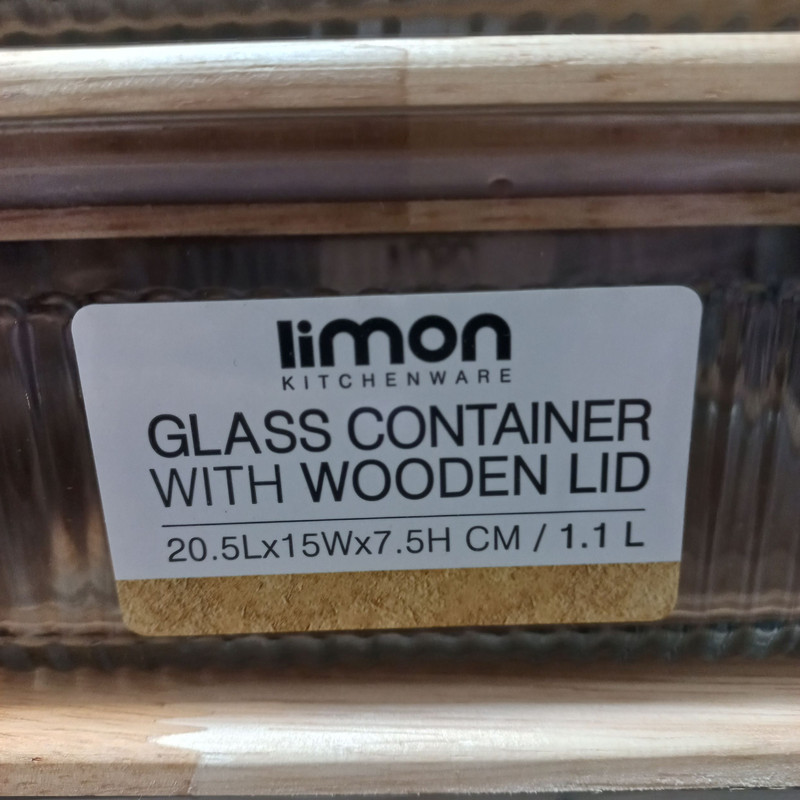 limon
KITCHENWARE
GLASS CONTAINER
WITH WOODEN LID
20.5Lx15Wx7.5H CM / 1.1 L